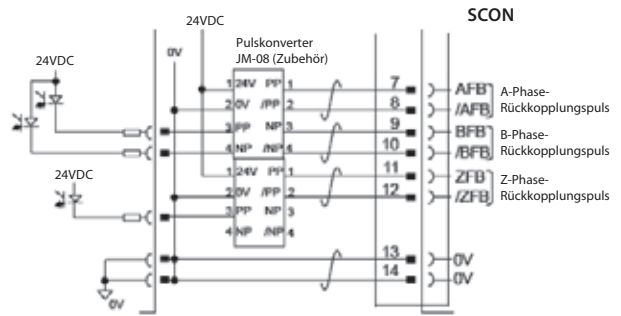 SCON
24VDC
0V
Pulskonverter
JM-08 (Zubehör)
24VDC
1 24V PP 1
2 0V /PP 2
3 PP NP 3
4 NP /NP 4
7 AFB
8 /AFB
A-Phase-
Rückkopplungspuls
9 BFB
10 /BFB
B-Phase-
Rückkopplungspuls
24VDC
1 24V PP 1
2 0V /PP 2
3 PP NP 3
4 NP /NP 4
11 ZFB
12 /ZFB
Z-Phase-
Rückkopplungspuls
13 0V
14 0V
0V